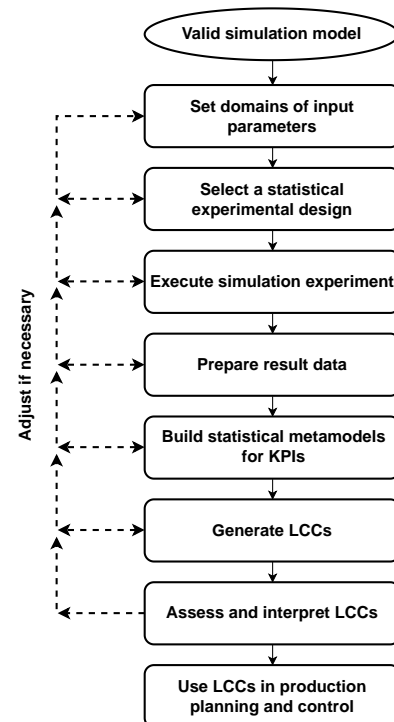 Valid simulation model
Set domains of input
parameters
Select a statistical
experimental design
Execute simulation experiment
Prepare result data
Build statistical metamodels
for KPIs
Generate LCCs
Assess and interpret LCCs
Use LCCs in production
planning and control
Adjust if necessary